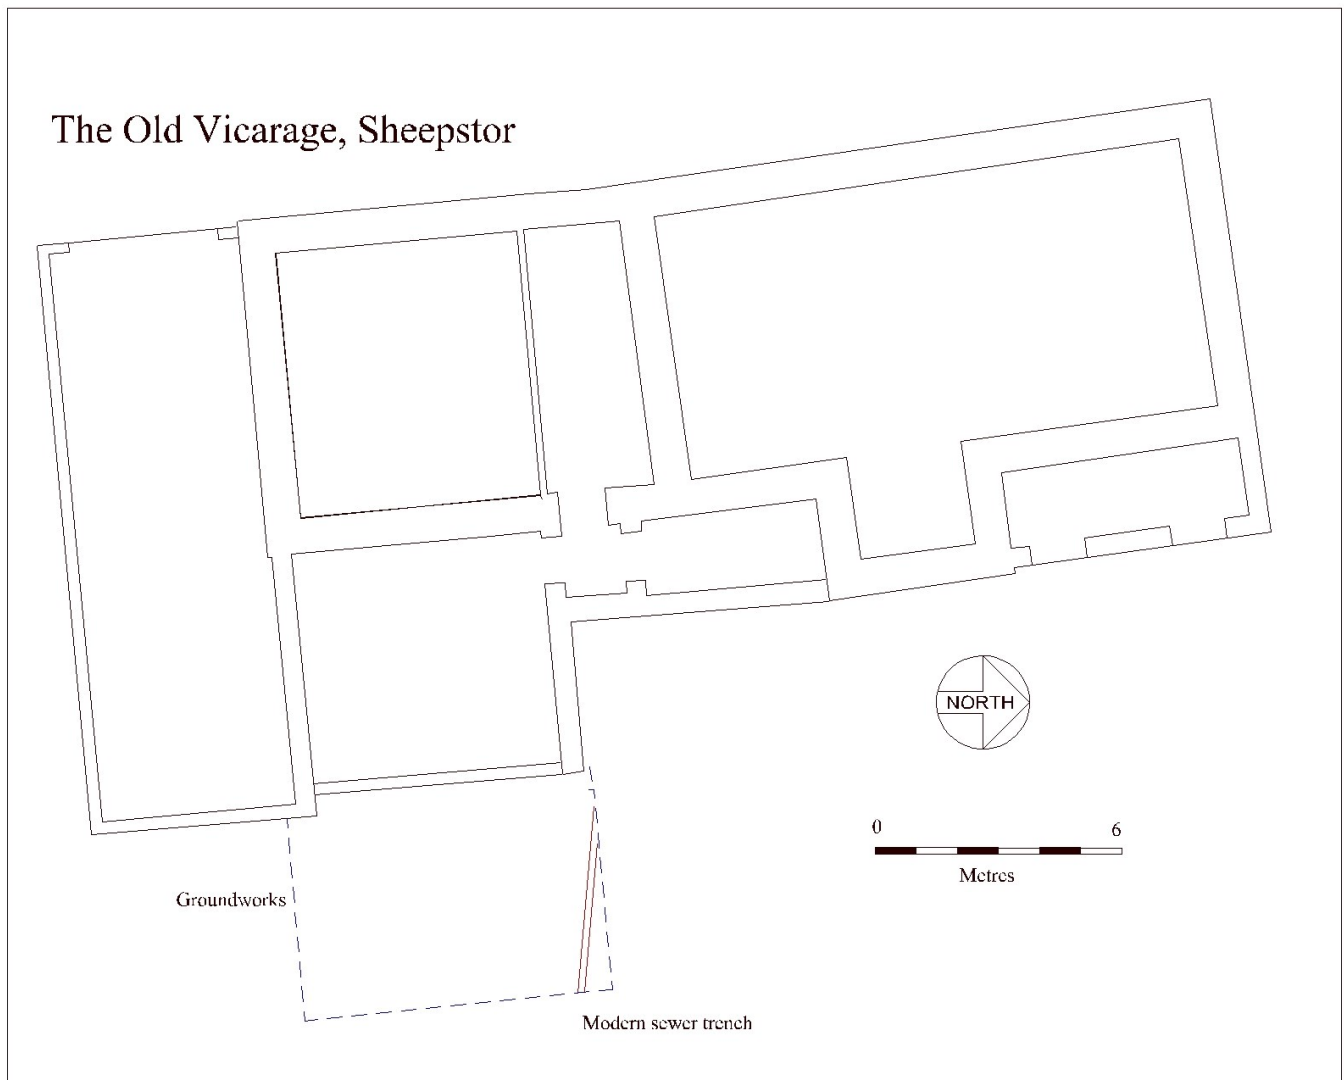 The Old Vicarage, Sheepstor
NORTH
0 6
Metres
Groundworks
Modern sewer trench